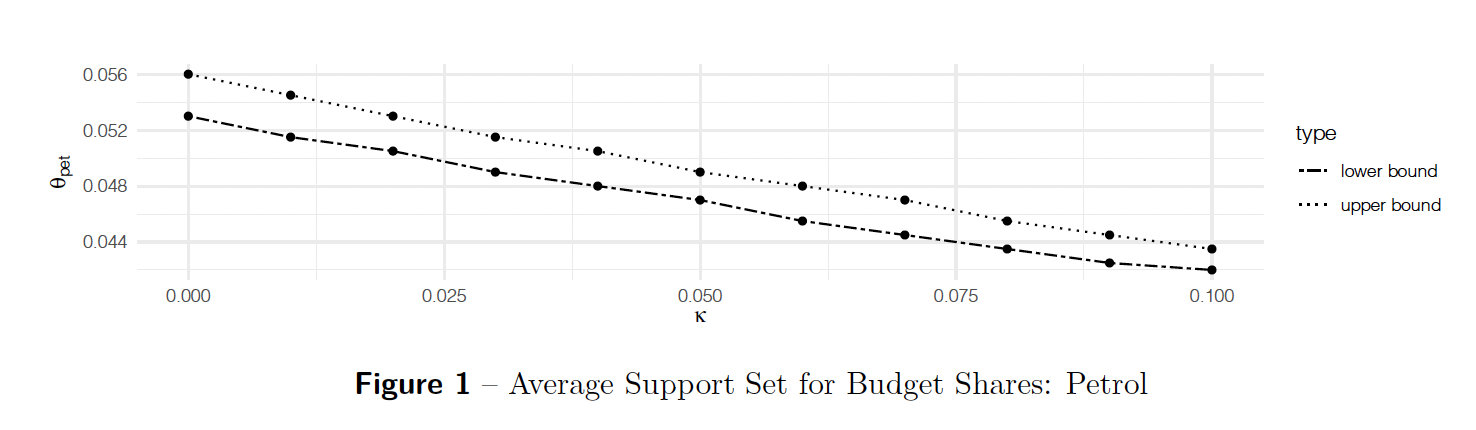 0.056
0.052
0.048
0.044
θpet
0.000 0.025 0.050 0.075 0.100
κ
type
lower bound
upper bound
Figure 1 – Average Support Set for Budget Shares: Petrol